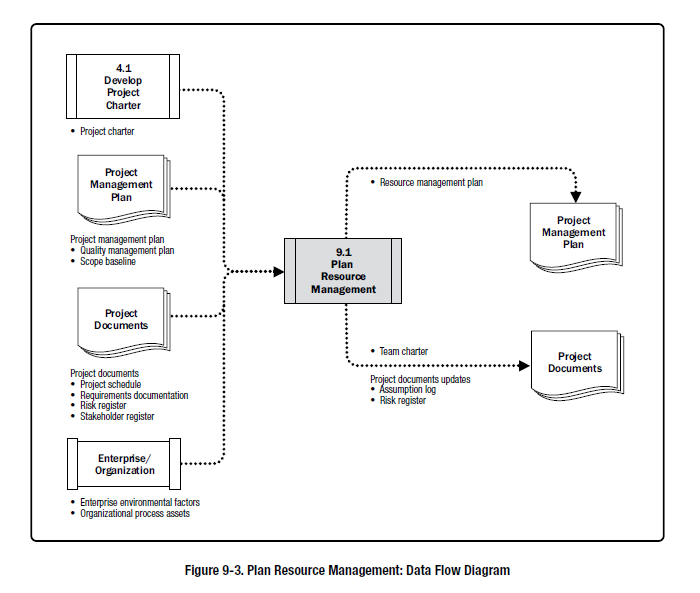 4.1
Develop
Project
Charter
• Project charter
Project
Management
Plan
Project management plan
• Quality management plan
• Scope baseline
Project
Documents
Project documents
• Project schedule
• Requirements documentation
• Risk register
• Stakeholder register
Enterprise/
Organization
• Enterprise environmental factors
• Organizational process assets
9.1
Plan
Resource
Management
• Resource management plan
Project
Management
Plan
• Team charter
Project documents updates
• Assumption log
• Risk register
Project
Documents
Figure 9-3. Plan Resource Management: Data Flow Diagram